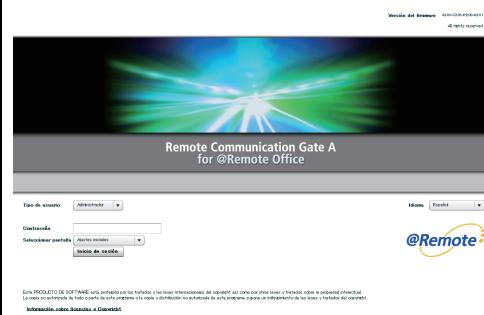 Versión del firmware
All rights reserved
Remote Communication Gate A
for @Remote Office
Tipo de usuario Administrador Idioma Español
Contraseña
Seleccionar pantalla Ajustes iniciales
Inicio de sesión
@Remote
Este PRODUCTO DE SOFTWARE está protegido por los tratados y las leyes internacionales del copyright así como por otras leyes y tratados sobre la propiedad intelectual.
La copia no autorizada de todo o parte de este programa o la copia o distribución no autorizada de este programa supone un infringimiento de las leyes y tratados del copyright.
Información sobre licencias y Copyright